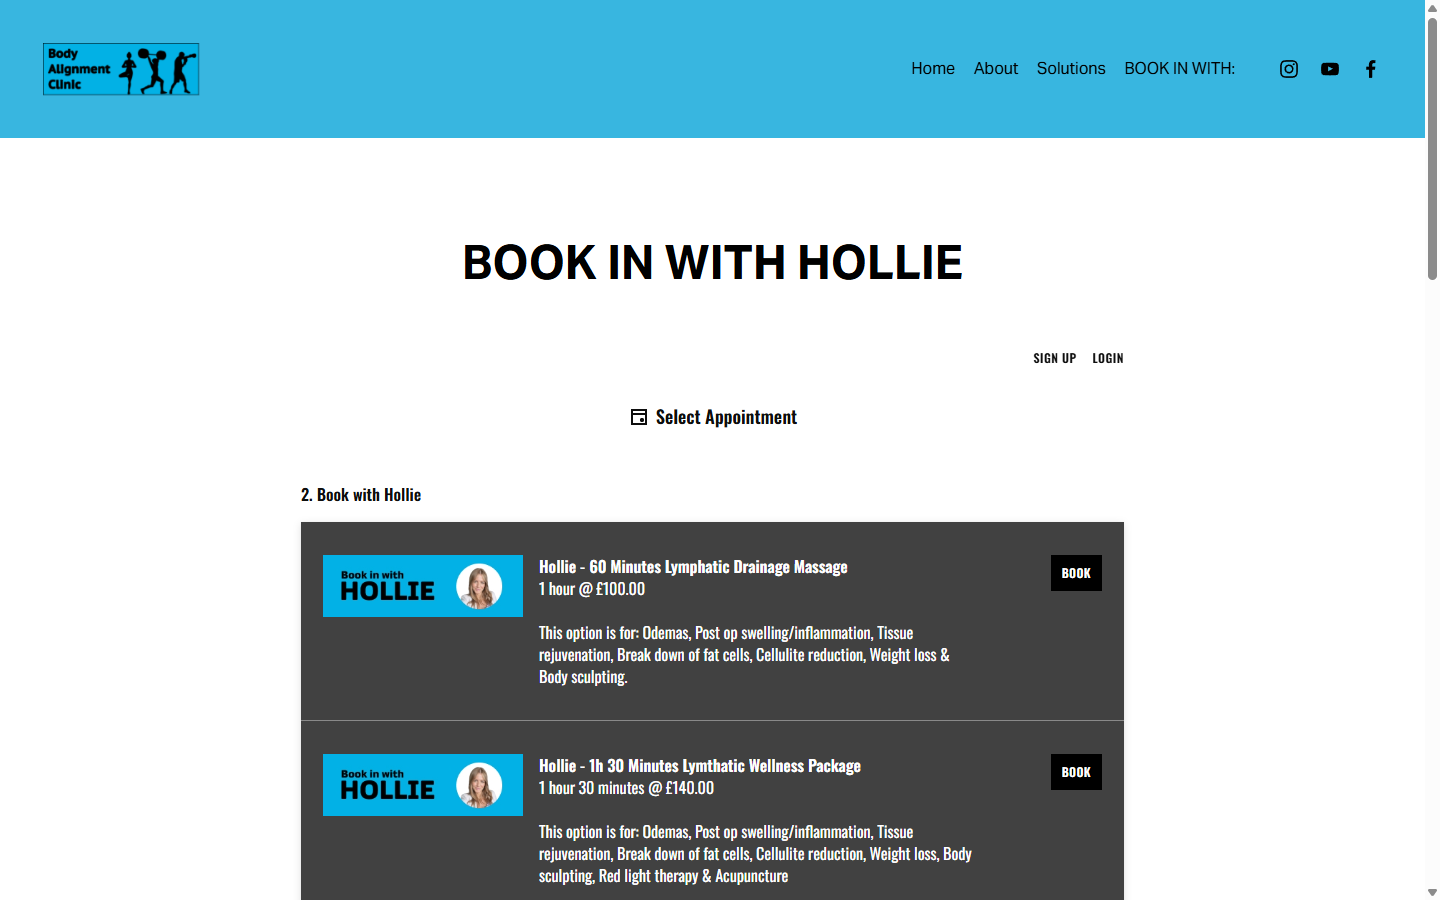 Body
Alignment
Clinic
Home About Solutions BOOK IN WITH:
BOOK IN WITH HOLLIE
SIGN UP LOGIN
Select Appointment
2. Book with Hollie
Book in with
HOLLIE
Hollie - 60 Minutes Lymphatic Drainage Massage
1 hour @ £100.00
This option is for: Odemas, Post op swelling/inflammation, Tissue
rejuvenation, Break down of fat cells, Cellulite reduction, Weight loss &
Body sculpting.
BOOK
Book in with
HOLLIE
Hollie - 1h 30 Minutes Lymthatic Wellness Package
1 hour 30 minutes @ £140.00
This option is for: Odemas, Post op swelling/inflammation, Tissue
rejuvenation, Break down of fat cells, Cellulite reduction, Weight loss, Body
sculpting, Red light therapy & Acupuncture
BOOK